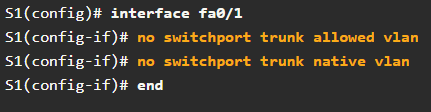 S1(config)# interface fa0/1
S1(config-if)# no switchport trunk allowed vlan
S1(config-if)# no switchport trunk native vlan
S1(config-if)# end